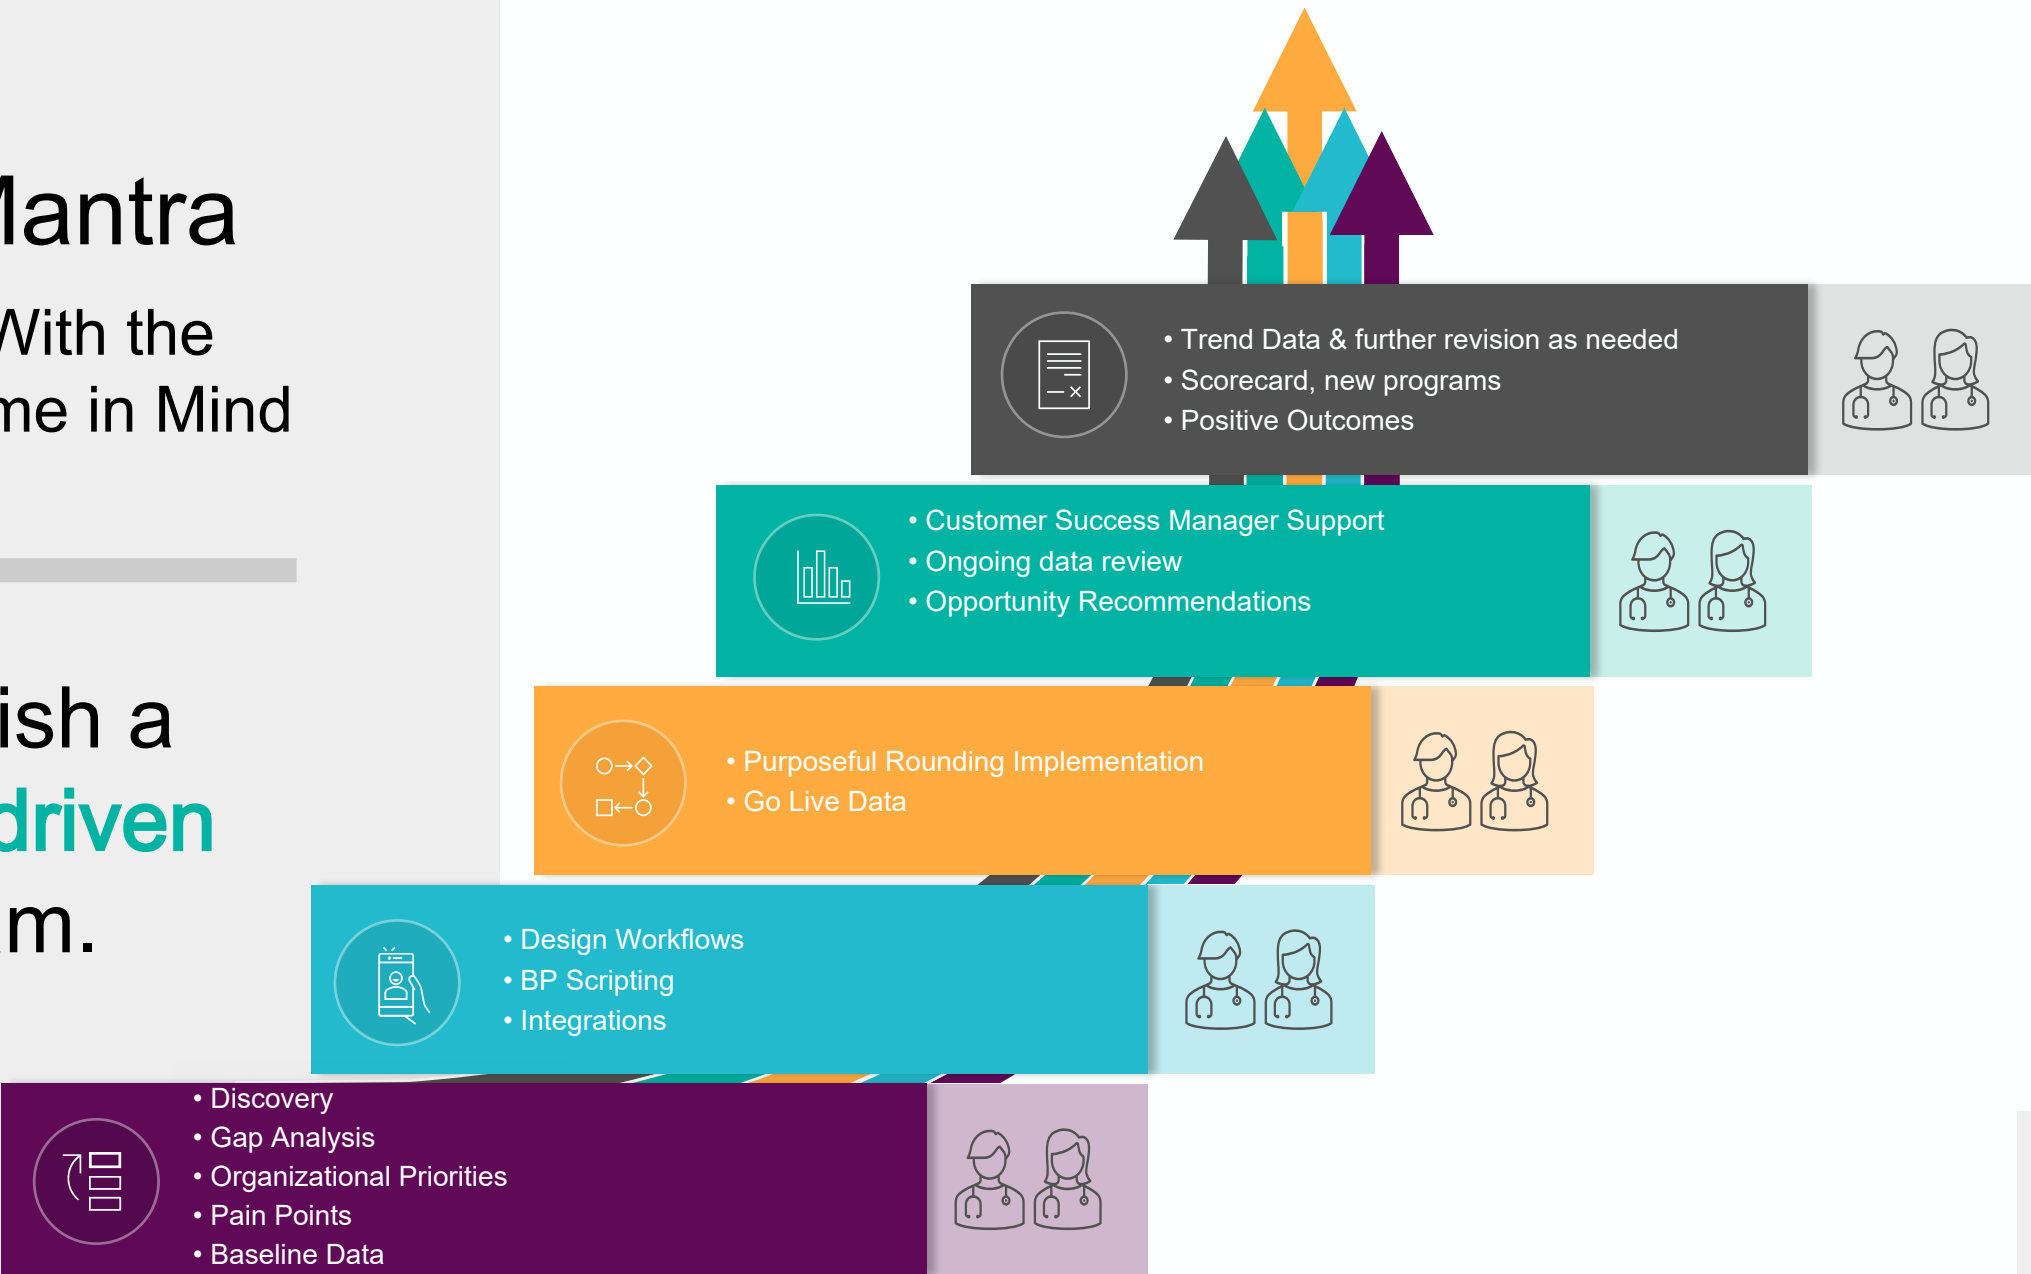 Mantra
With the
me in Mind
ish a
driven
m.
• Trend Data & further revision as needed
• Scorecard, new programs
• Positive Outcomes
• Customer Success Manager Support
• Ongoing data review
• Opportunity Recommendations
• Purposeful Rounding Implementation
• Go Live Data
• Design Workflows
• BP Scripting
• Integrations
• Discovery
• Gap Analysis
• Organizational Priorities
• Pain Points
• Baseline Data